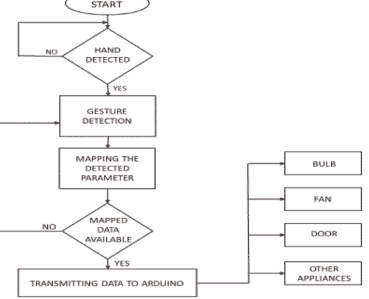 START
HAND
DETECTED
NO
YES
GESTURE
DETECTION
MAPPING THE
DETECTED
PARAMETER
NO
MAPPED
DATA
AVAILABLE
YES
TRANSMITTING DATA TO ARDUINO
BULB
FAN
DOOR
OTHER
APPLIANCES